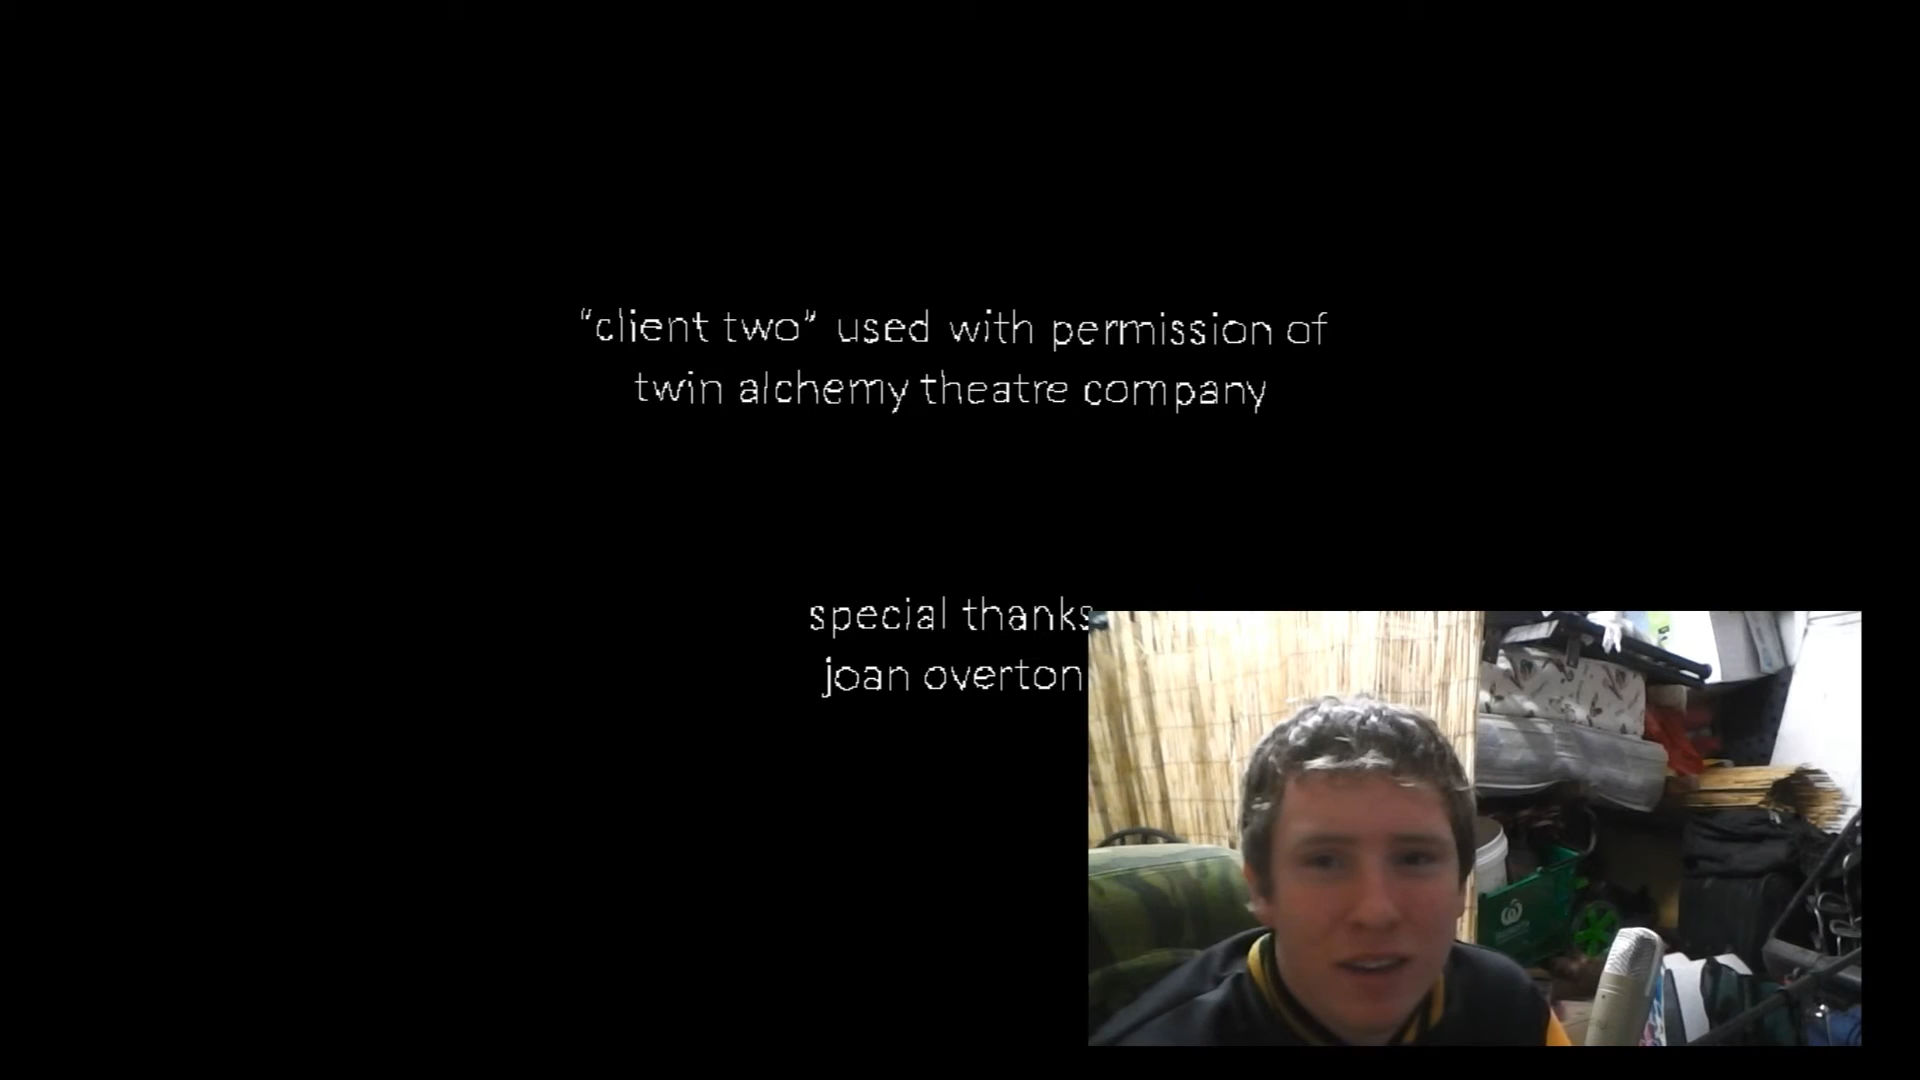 “client two” used with permission of
twin alchemy theatre company
special thanks
joan overton